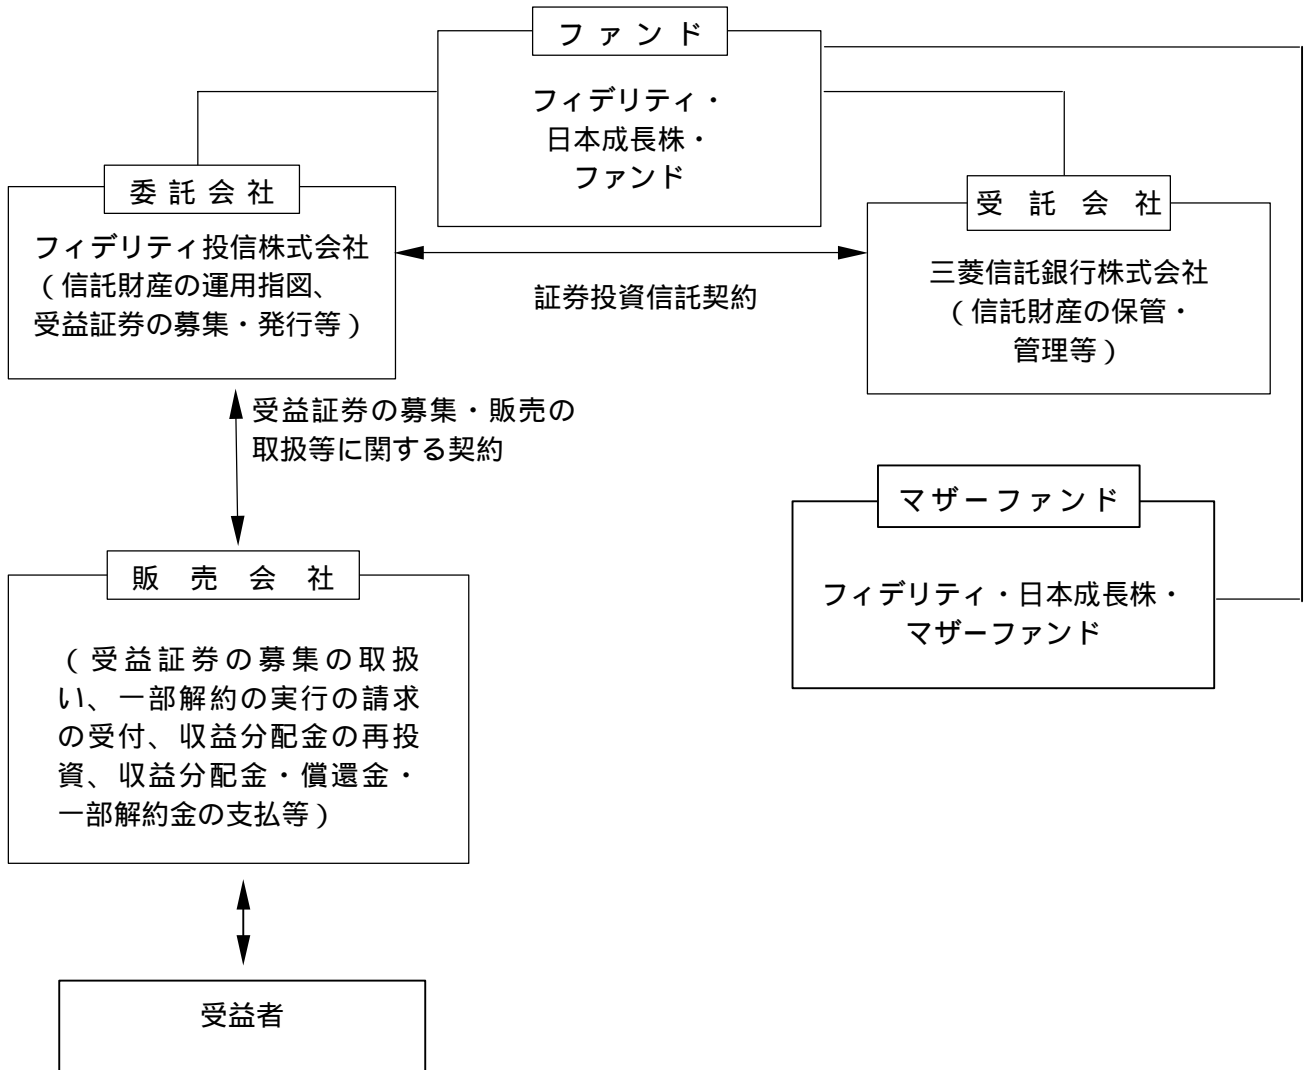 ファンド
フィデリティ・
日本成長株・
ファンド
委託会社
フィデリティ投信株式会社
（信託財産の運用指図、
受益証券の募集・発行等）
証券投資信託契約
受託会社
三菱信託銀行株式会社
（信託財産の保管・
管理等）
受益証券の募集・販売の
取扱等に関する契約
マザーファンド
フィデリティ・日本成長株・
マザーファンド
販売会社
（受益証券の募集の取扱
い、一部解約の実行の請求
の受付、収益分配金の再投
資、収益分配金・償還金・
一部解約金の支払等）
受益者